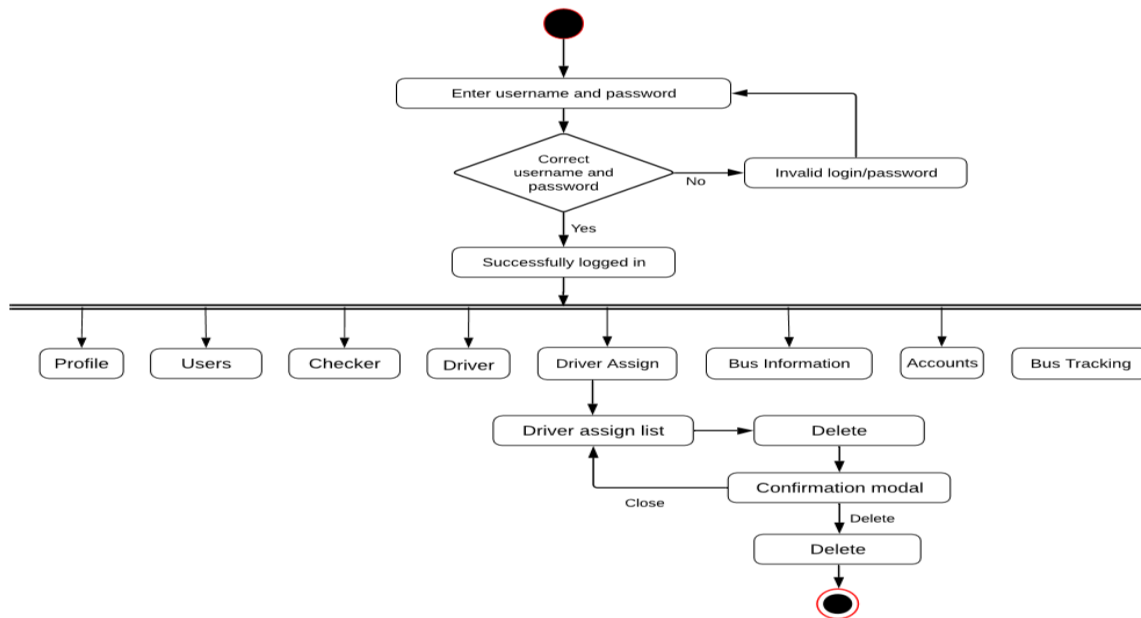 Enter username and password
Correct
username and
password
No
Invalid login/password
Yes
Successfully logged in
Profile
Users
Checker
Driver
Driver Assign
Bus Information
Accounts
Bus Tracking
Driver assign list
Delete
Confirmation modal
Close
Delete
Delete